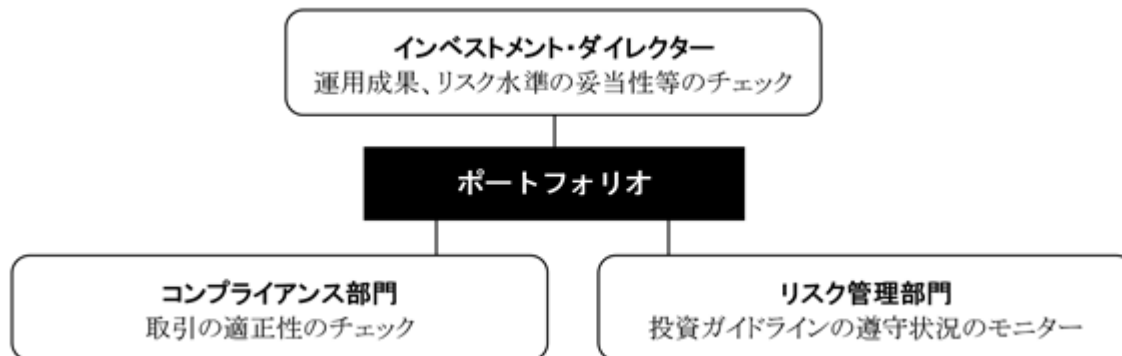 インベストメント・ダイレクター
運用成果、リスク水準の妥当性等のチェック
ポートフォリオ
コンプライアンス部門
取引の適正性のチェック
リスク管理部門
投資ガイドラインの遵守状況のモニター